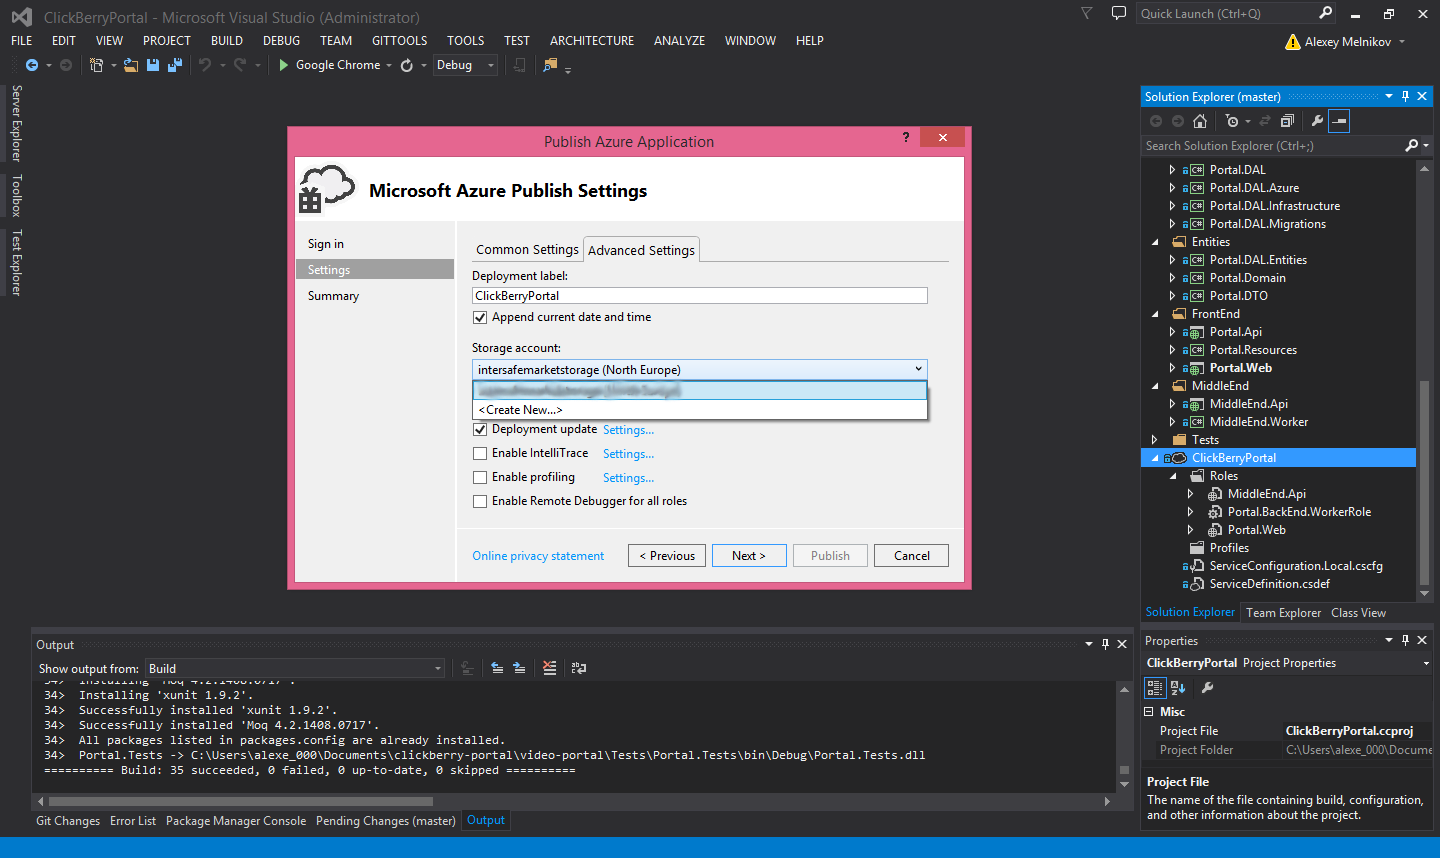 ClickBerryPortal - Microsoft Visual Studio (Administrator)
Quick Launch (Ctrl+Q)
FILE EDIT VIEW PROJECT BUILD DEBUG TEAM GITTOOLS TOOLS TEST ARCHITECTURE ANALYZE WINDOW HELP
Alexey Melnikov
Google Chrome
Debug
Server Explorer
Toolbox
Test Explorer
Publish Azure Application
?
Microsoft Azure Publish Settings
Sign in
Settings
Summary
Common Settings
Advanced Settings
Deployment label:
ClickBerryPortal
Append current date and time
Storage account:
intersafemarketstorage (North Europe)
<Create New...>
Deployment update Settings...
Enable IntelliTrace Settings...
Enable profiling Settings...
Enable Remote Debugger for all roles
Online privacy statement
< Previous
Next >
Publish
Cancel
Solution Explorer (master)
Search Solution Explorer (Ctrl+;)
C# Portal.DAL
C# Portal.DAL.Azure
C# Portal.DAL.Infrastructure
C# Portal.DAL.Migrations
Entities
C# Portal.DAL.Entities
C# Portal.Domain
C# Portal.DTO
FrontEnd
Portal.Api
C# Portal.Resources
Portal.Web
MiddleEnd
MiddleEnd.Api
C# MiddleEnd.Worker
Tests
ClickBerryPortal
Roles
MiddleEnd.Api
Portal.BackEnd.WorkerRole
Portal.Web
Profiles
ServiceConfiguration.Local.cscfg
ServiceDefinition.csdef
Solution Explorer Team Explorer Class View
Output
Show output from: Build
34> Installing 'Moq 4.2.1408.0717'.
34> Installing 'xunit 1.9.2'.
34> Successfully installed 'xunit 1.9.2'.
34> Successfully installed 'Moq 4.2.1408.0717'.
34> All packages listed in packages.config are already installed.
34> Portal.Tests -> C:\Users\alexe_000\Documents\clickberry-portal\video-portal\Tests\Portal.Tests\bin\Debug\Portal.Tests.dll
========== Build: 35 succeeded, 0 failed, 0 up-to-date, 0 skipped ==========
Git Changes Error List Package Manager Console Pending Changes (master) Output
Properties
ClickBerryPortal Project Properties
Misc
Project File ClickBerryPortal.ccproj
Project Folder C:\Users\alexe_000\Docume
Project File
The name of the file containing build, configuration,
and other information about the project.